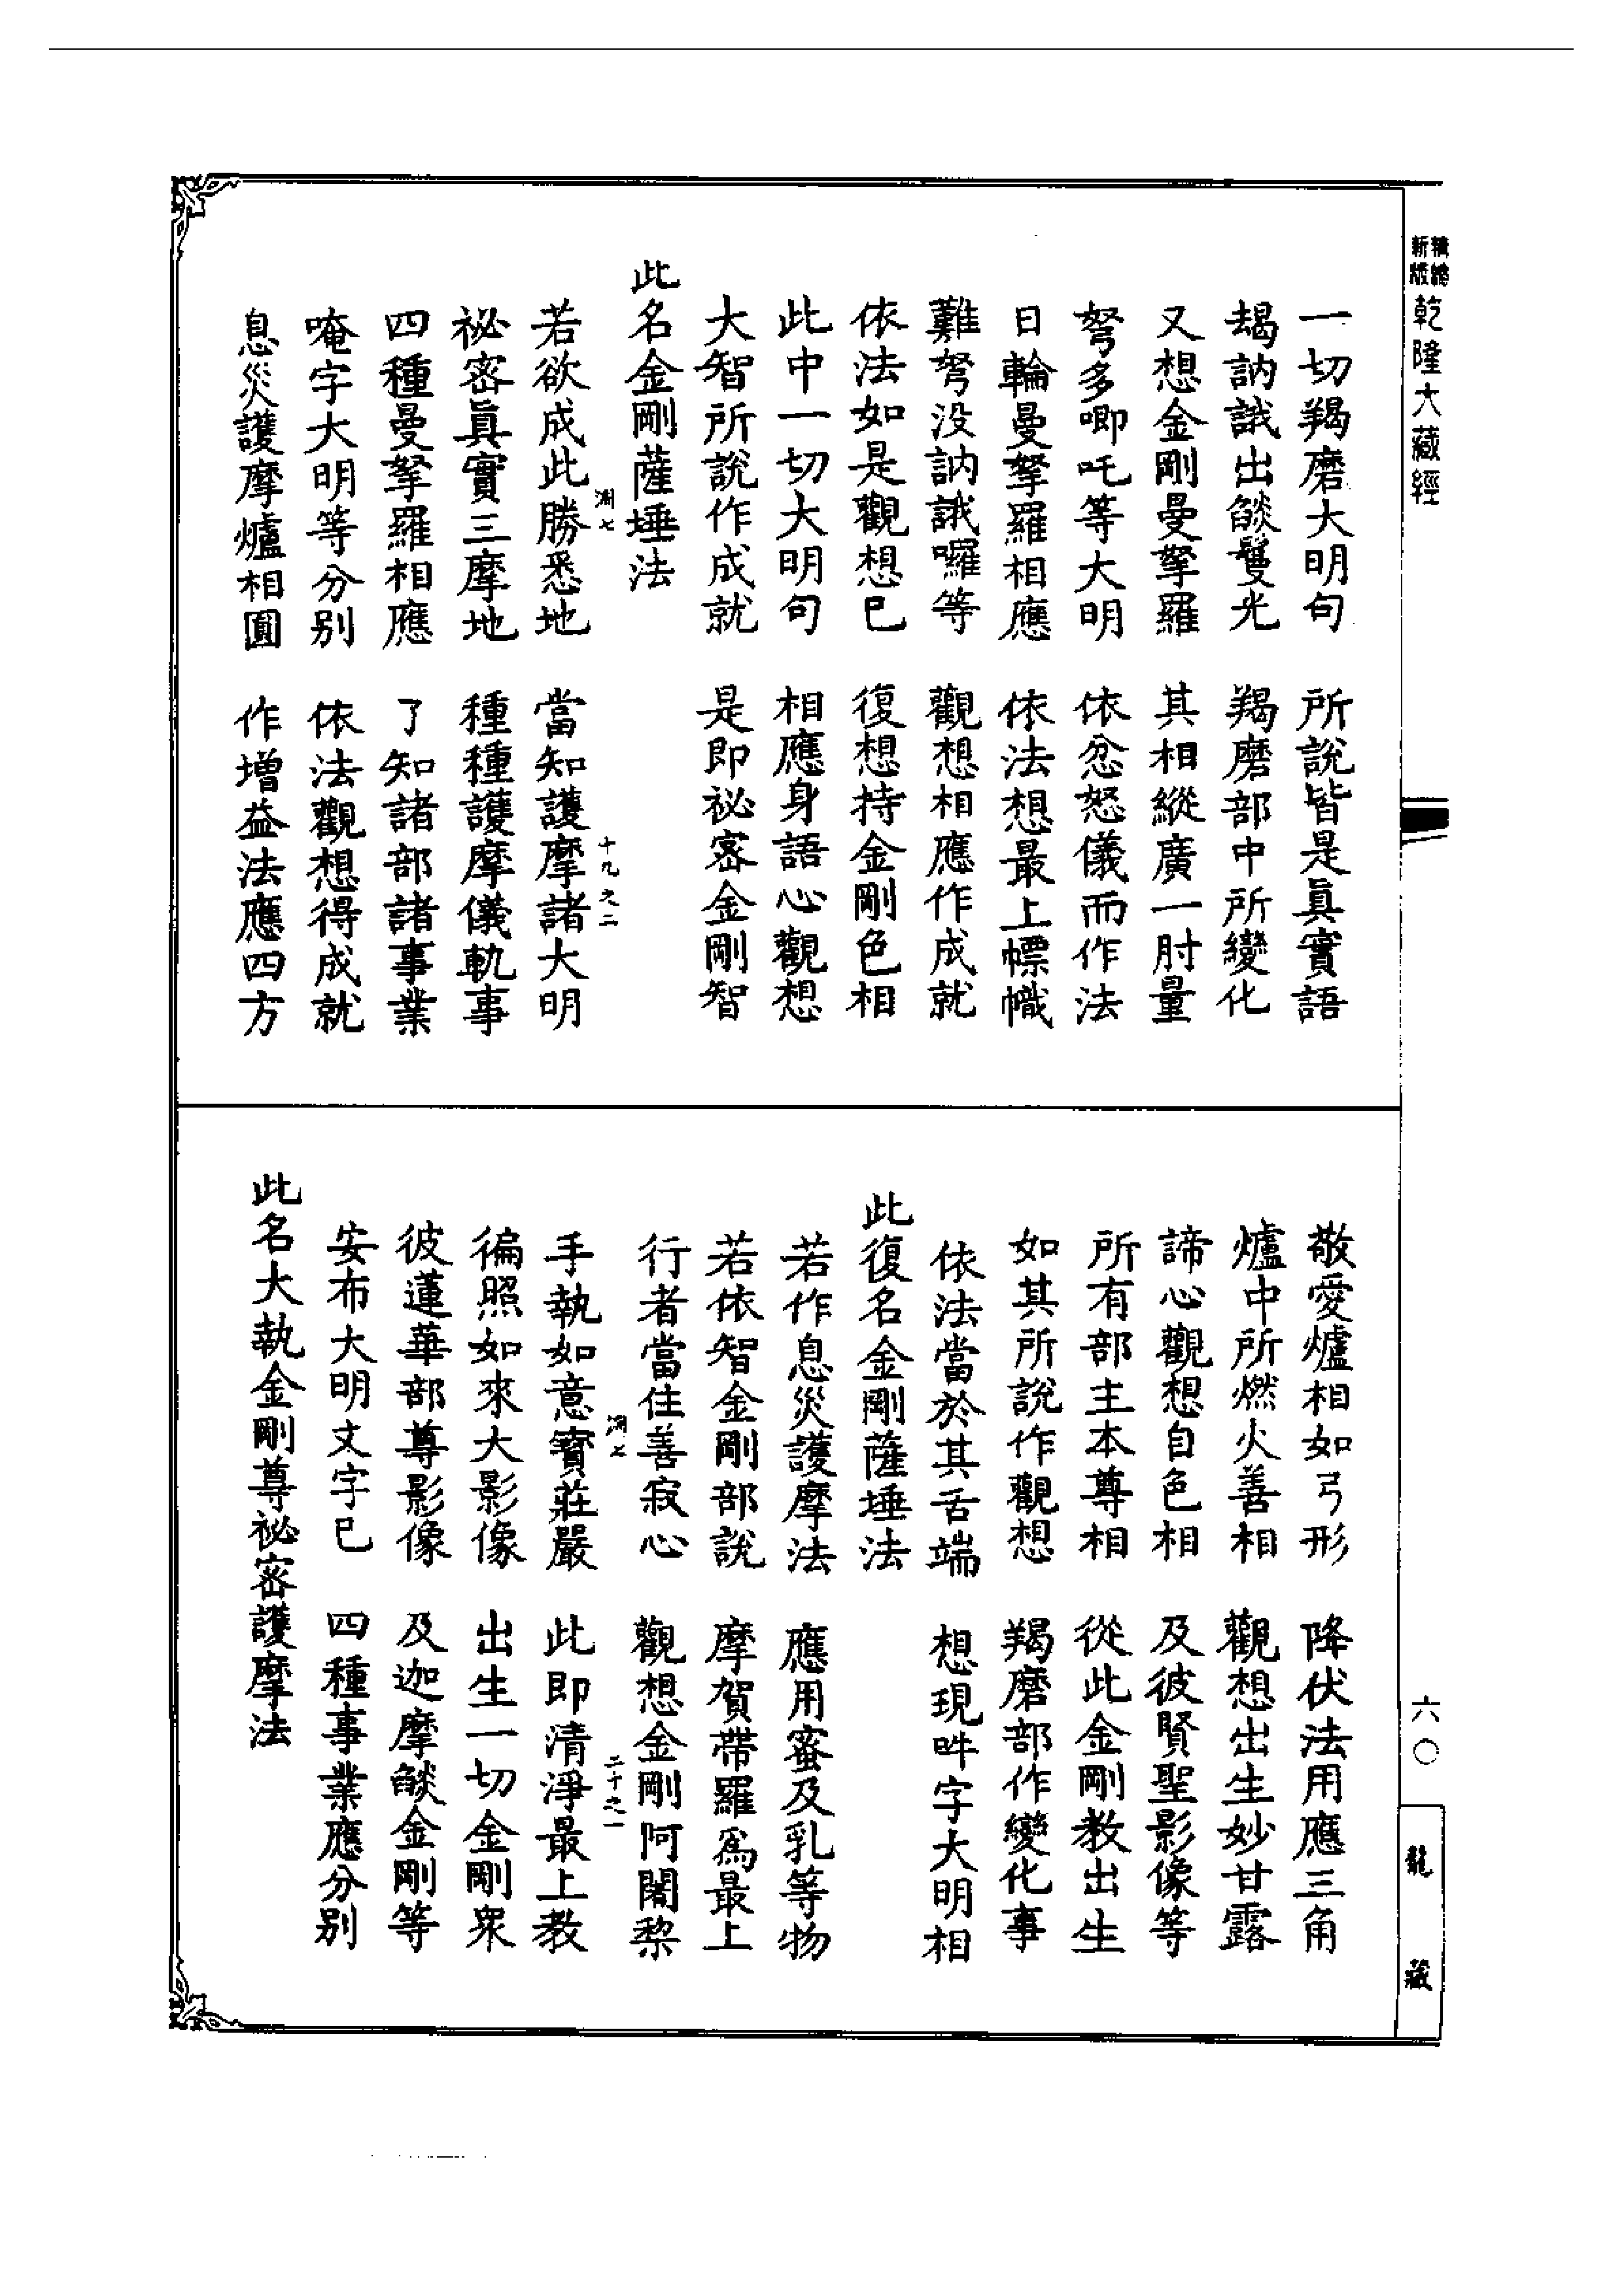 新編縮版乾隆大藏經
一切羯磨大明句　所說皆是眞實語
朅訥誐出燄鬘光　羯磨部中所變化
又想金剛曼拏羅　其相縱廣一肘量
弩多唧吒等大明　依忿怒儀而作法
日輪曼拏羅相應　依法想最上幖幟
難弩没訥誐囉等　觀想相應作成就
依法如是觀想已　復想持金剛色相
此中一切大明句　相應身語心觀想
大智所說作成就　是即祕密金剛智
此名金剛薩埵法
淵七　十九之二
若欲成此勝悉地　當知護摩諸大明
祕密眞實三摩地　種種護摩儀軌事
四種曼拏羅相應　了知諸部諸事業
唵字大明等分别　依法觀想得成就
息災護摩爐相圓　作增益法應四方
敬愛爐相如弓形　降伏法用應三角
爐中所燃火善相　觀想出生妙甘露
諦心觀想自色相　及彼賢聖影像等
所有部主本尊相　從此金剛教出生
如其所說作觀想　羯磨部作變化事
依法當於其舌端　想現吽字大明相
此復名金剛薩埵法
若作息災護摩法　應用蜜及乳等物
若依智金剛部說　摩賀帶羅爲最上
行者當住善寂心　觀想金剛阿闍黎
淵七　二十之一
手執如意寶莊嚴　此即清淨最上教
徧照如來大影像　出生一切金剛衆
彼蓮華部尊影像　及迦摩燄金剛等
安布大明文字已　四種事業應分别
此名大執金剛尊祕密護摩法
六〇
龍藏